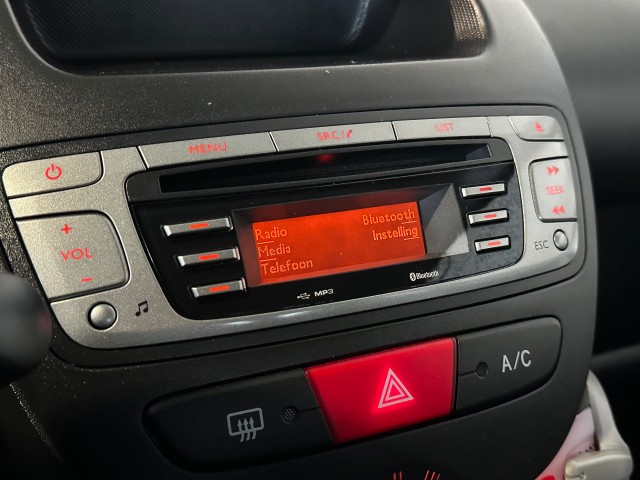 MENU
SRC/
LIST
+
VOL
-
SEEK
Radio
Media
Telefoon
Bluetooth
Instelling
ESC
MP3
Bluetooth
A/C